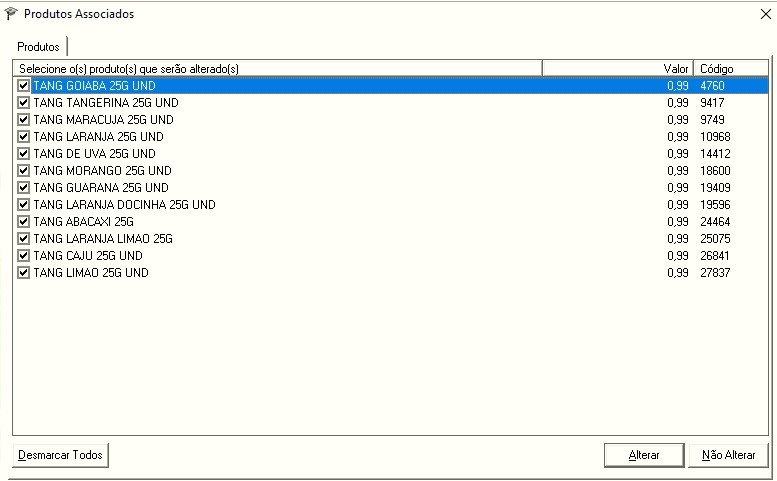 Produtos Associados
Produtos
Selecione o(s) produto(s) que serão alterado(s) Valor Código
TANG GOIABA 25G UND 0,99 4760
TANG TANGERINA 25G UND 0,99 9417
TANG MARACUJA 25G UND 0,99 9749
TANG LARANJA 25G UND 0,99 10968
TANG DE UVA 25G UND 0,99 14412
TANG MORANGO 25G UND 0,99 18600
TANG GUARANA 25G UND 0,99 19409
TANG LARANJA DOCINHA 25G UND 0,99 19596
TANG ABACAXI 25G 0,99 24464
TANG LARANJA LIMAO 25G 0,99 25075
TANG CAJU 25G UND 0,99 26841
TANG LIMAO 25G UND 0,99 27837
Desmarcar Todos Alterar Não Alterar